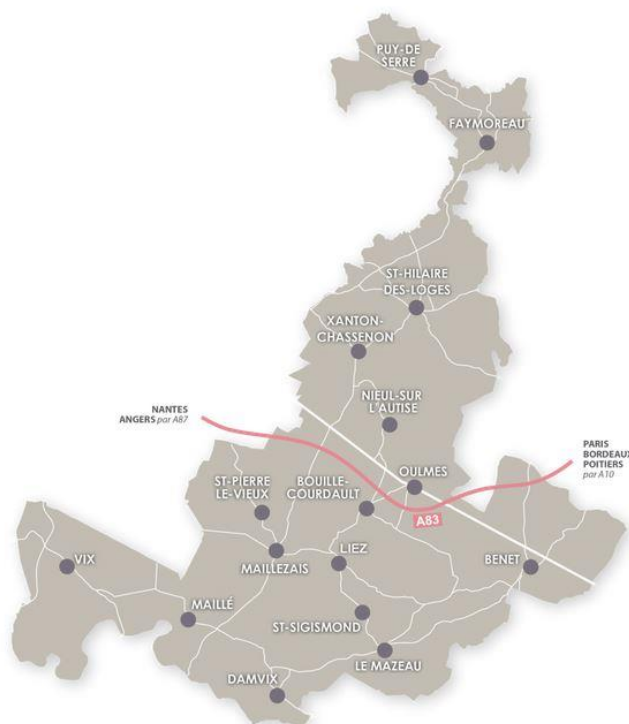 PUY-DE
SERRE
FAYMOREAU
ST-HILAIRE
DES-LOGES
XANTON-
CHASSENON
NIEUL-SUR
L'AUTISE
NANTES
ANGERS par A87
PARIS
BORDEAUX
POITIERS
par A10
OULMES
ST-PIERRE
LE-VIEUX
BOUILLE-
COURDAULT
A83
VIX
MAILLEZAIS
LIEZ
BENET
MAILLÉ
ST-SIGISMOND
LE MAZEAU
DAMVIX